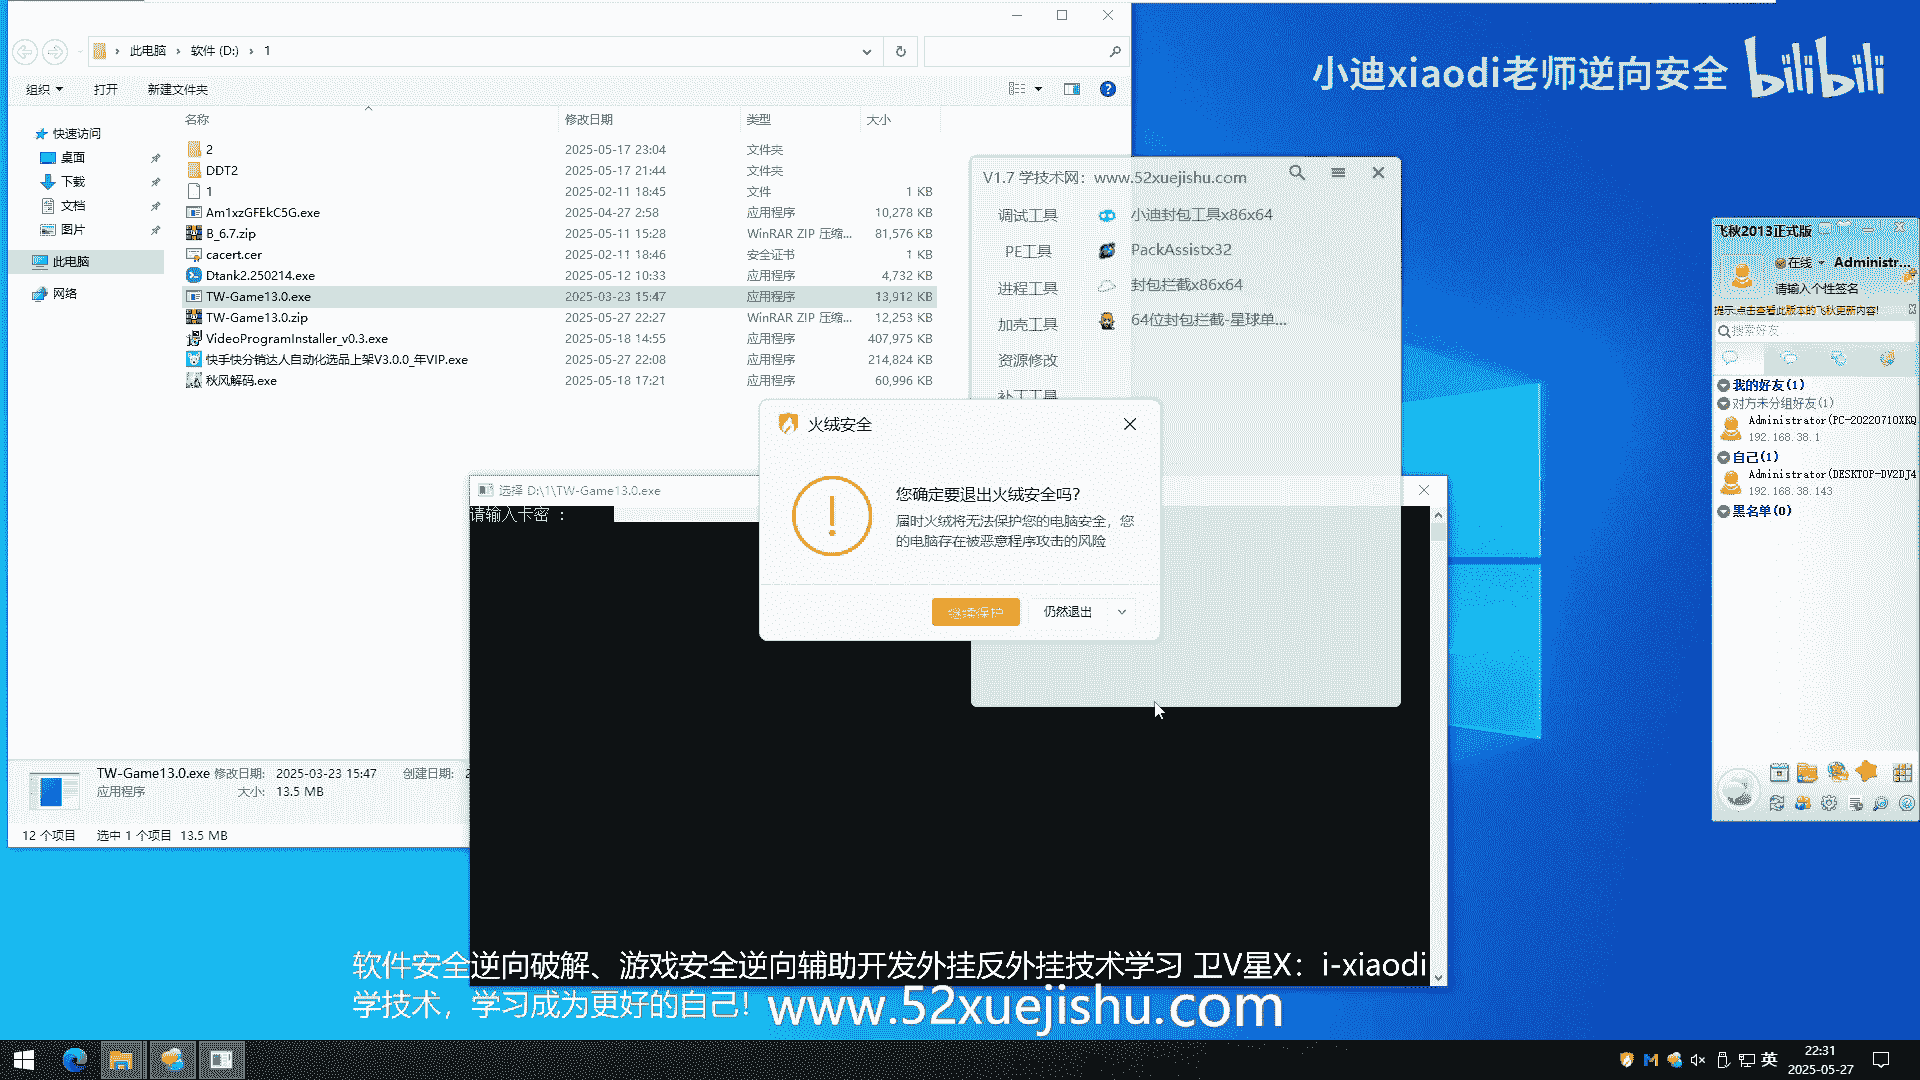 小迪xiaodi老师逆向安全 bilibili
此电脑 › 软件 (D:) › 1
组织 打开 新建文件夹
名称 修改日期 类型 大小
快速访问
桌面
下载
文档
图片
此电脑
网络
2 2025-05-17 23:04 文件夹
DDT2 2025-05-17 21:44 文件夹
1 2025-02-11 18:45 文件 1 KB
Am1xzGFEkC5G.exe 2025-04-27 2:58 应用程序 10,278 KB
B_6.7.zip 2025-05-11 15:28 WinRAR ZIP 压缩... 81,576 KB
cacert.cer 2025-02-11 18:46 安全证书 1 KB
Dtank2.250214.exe 2025-05-12 10:33 应用程序 4,732 KB
TW-Game13.0.exe 2025-03-23 15:47 应用程序 13,912 KB
TW-Game13.0.zip 2025-05-27 22:27 WinRAR ZIP 压缩... 12,253 KB
VideoProgramInstaller_v0.3.exe 2025-05-18 14:55 应用程序 407,975 KB
快手快分销达人自动化选品上架V3.0.0_年VIP.exe 2025-05-27 22:08 应用程序 214,824 KB
秋风解码.exe 2025-05-18 17:21 应用程序 60,996 KB
TW-Game13.0.exe 修改日期: 2025-03-23 15:47 创建日期: 2
应用程序 大小: 13.5 MB
12 个项目 选中 1 个项目 13.5 MB
V1.7 学技术网：www.52xuejishu.com
调试工具
PE工具
进程工具
加壳工具
资源修改
补丁工具
小迪封包工具x86x64
PackAssistx32
封包拦截x86x64
64位封包拦截-星球单...
火绒安全
您确定要退出火绒安全吗?
届时火绒将无法保护您的电脑安全，您
的电脑存在被恶意程序攻击的风险
继续保护 仍然退出
选择 D:\1\TW-Game13.0.exe
请输入卡密 ：
飞秋2013正式版
在线 Administr...
请输入个性签名
提示:点击查看此版本的飞秋更新内容!
搜索好友
我的好友(1)
对方未分组好友(1)
Administrator(PC-20220710XKQ
192.168.38.1
自己(1)
Administrator(DESKTOP-DV2DJ4
192.168.38.143
黑名单(0)
软件安全逆向破解、游戏安全逆向辅助开发外挂反外挂技术学习 卫V星X：i-xiaodi
学技术，学习成为更好的自己！www.52xuejishu.com
英
22:31
2025-05-27